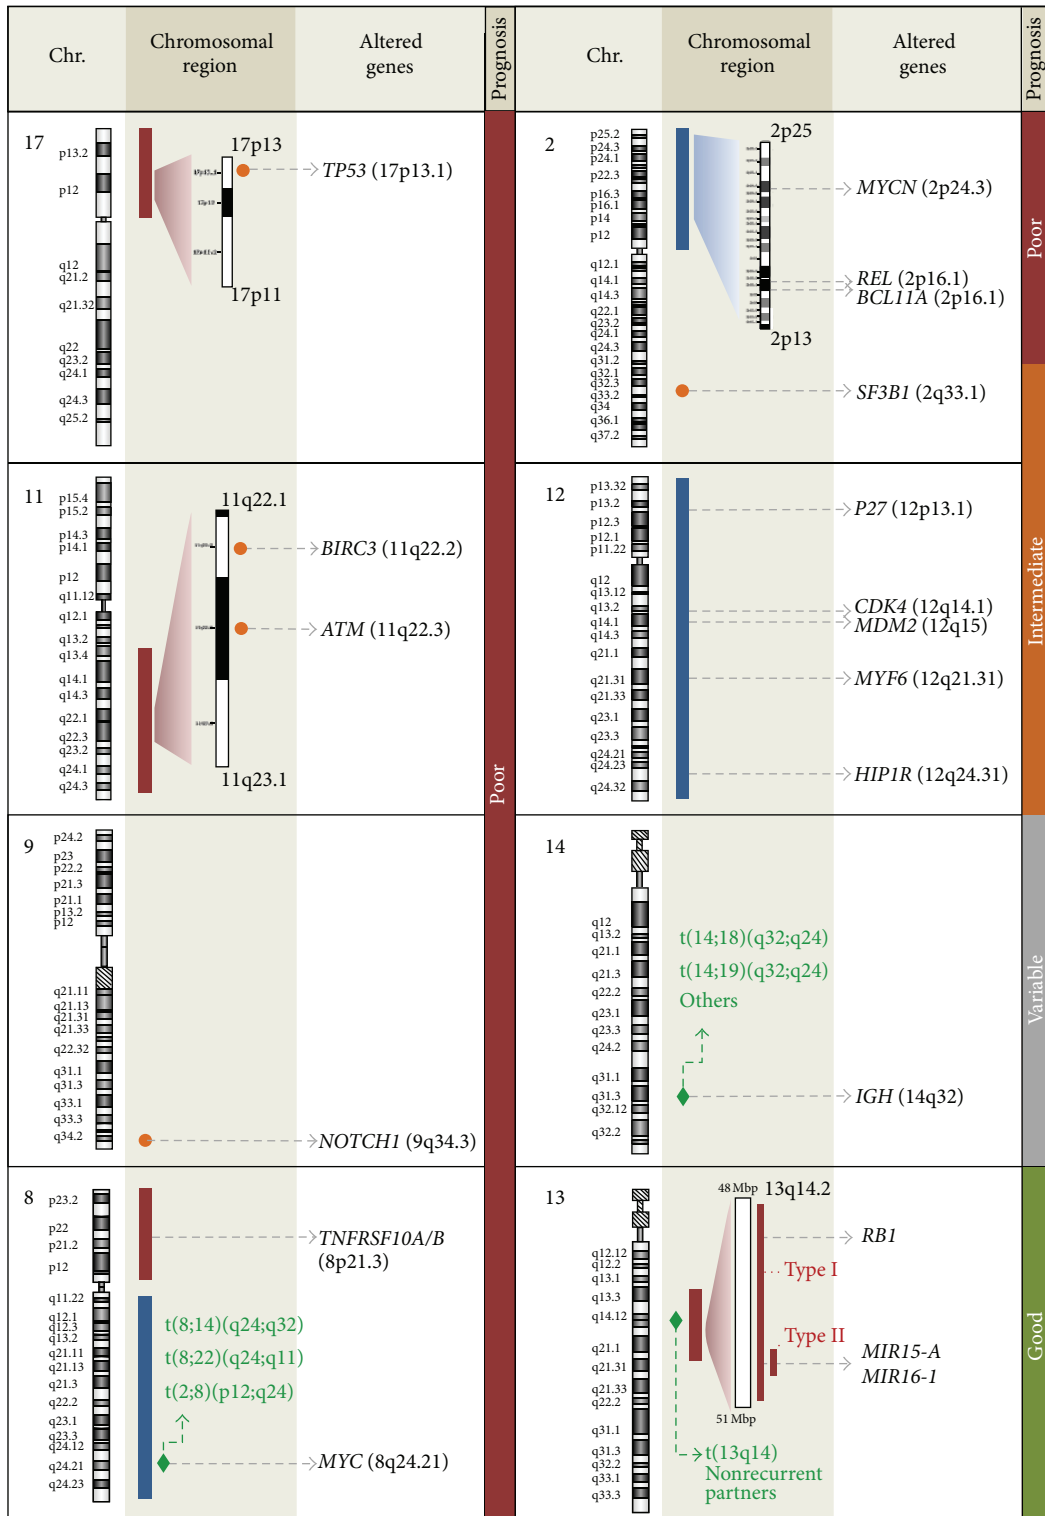 Chr.
Chromosomal
region
Altered
genes
Prognosis
17
p13.2
p12
q12
q21.2
q21.32
q22
q23.2
q24.1
q24.3
q25.2
17p13
17p11
TP53 (17p13.1)
11
p15.4
p15.2
p14.3
p14.1
p12
q11.12
q12.1
q13.2
q13.4
q14.1
q14.3
q22.1
q22.3
q23.2
q24.1
q24.3
11q22.1
11q23.1
BIRC3 (11q22.2)
ATM (11q22.3)
9
p24.2
p23
p22.2
p21.3
p21.1
p13.2
p12
q21.11
q21.13
q21.31
q21.33
q22.32
q31.1
q31.3
q33.1
q33.3
q34.2
NOTCH1 (9q34.3)
8
p23.2
p22
p21.2
p12
q11.22
q12.1
q12.3
q13.2
q21.11
q21.13
q21.3
q22.2
q23.1
q23.3
q24.12
q24.21
q24.23
TNFRSF10A/B
(8p21.3)
t(8;14)(q24;q32)
t(8;22)(q24;q11)
t(2;8)(p12;q24)
MYC (8q24.21)
Poor
Chr.
Chromosomal
region
Altered
genes
Prognosis
2
p25.2
p24.3
p24.1
p22.3
p16.3
p16.1
p14
p12
q12.1
q14.1
q14.3
q22.1
q23.2
q24.1
q24.3
q31.2
q32.1
q32.3
q33.2
q34
q36.1
q37.2
2p25
2p13
MYCN (2p24.3)
REL (2p16.1)
BCL11A (2p16.1)
SF3B1 (2q33.1)
Poor
12
p13.32
p13.2
p12.3
p12.1
p11.22
q12
q13.12
q13.2
q14.1
q14.3
q21.1
q21.31
q21.33
q23.1
q23.3
q24.21
q24.23
q24.32
P27 (12p13.1)
CDK4 (12q14.1)
MDM2 (12q15)
MYF6 (12q21.31)
HIP1R (12q24.31)
Intermediate
14
q12
q13.2
q21.1
q21.3
q22.2
q23.1
q23.3
q24.2
q31.1
q31.3
q32.12
q32.2
t(14;18)(q32;q24)
t(14;19)(q32;q24)
Others
IGH (14q32)
Variable
13
q12.12
q12.2
q13.1
q13.3
q14.12
q21.1
q21.31
q21.33
q22.2
q31.1
q31.3
q32.2
q33.1
q33.3
48 Mbp
13q14.2
51 Mbp
Type I
Type II
RB1
MIR15-A
MIR16-1
t(13q14)
Nonrecurrent
partners
Good